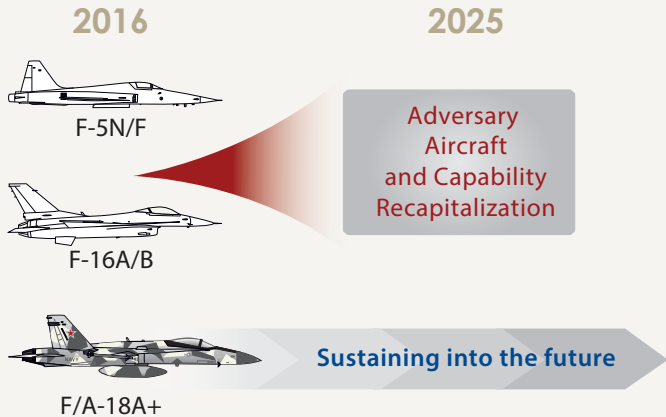 2016
2025
F-5N/F
Adversary
Aircraft
and Capability
Recapitalization
F-16A/B
Sustaining into the future
F/A-18A+